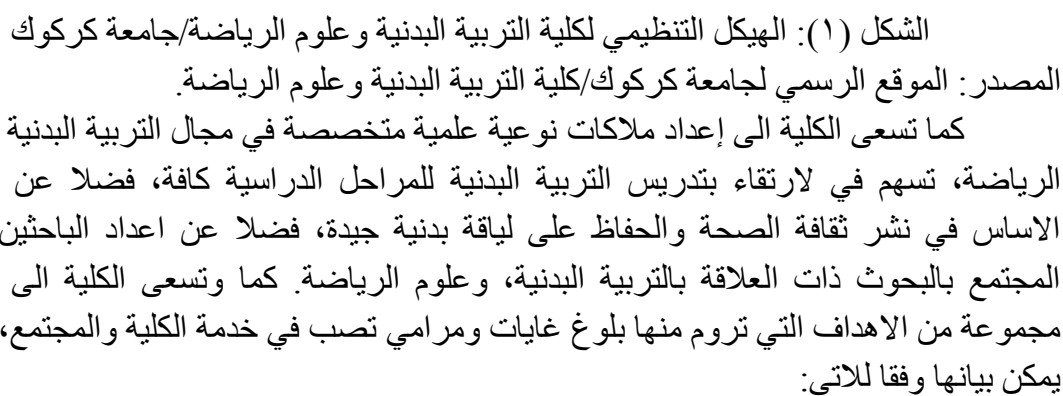 الشكل (١): الهيكل التنظيمي لكلية التربية البدنية وعلوم الرياضة/جامعة كركوك
المصدر: الموقع الرسمي لجامعة كركوك/كلية التربية البدنية وعلوم الرياضة.
كما تسعى الكلية الى إعداد ملاكات نوعية علمية متخصصة في مجال التربية البدنية
الرياضة، تسهم في لارتقاء بتدريس التربية البدنية للمراحل الدراسية كافة، فضلا عن
الاساس في نشر ثقافة الصحة والحفاظ على لياقة بدنية جيدة، فضلا عن اعداد الباحثين
المجتمع بالبحوث ذات العلاقة بالتربية البدنية، وعلوم الرياضة. كما وتسعى الكلية الى
مجموعة من الاهداف التي تروم منها بلوغ غايات ومرامي تصب في خدمة الكلية والمجتمع،
يمكن بيانها وفقا للاتي: